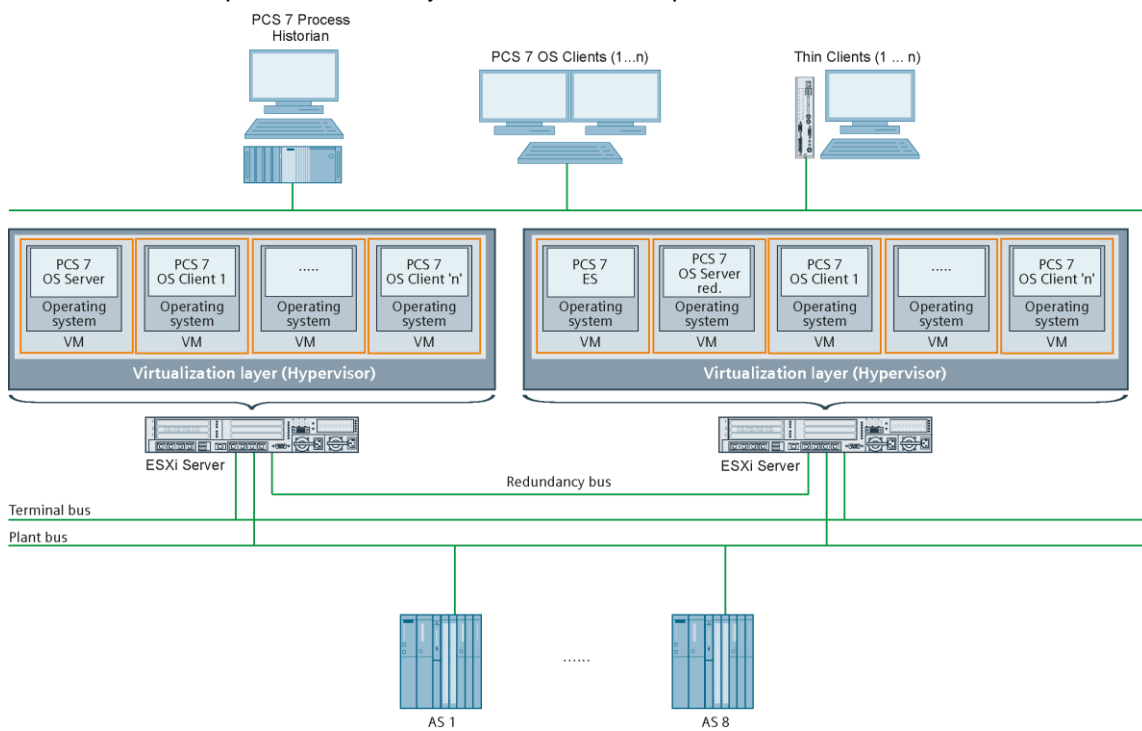 PCS 7 Process
Historian
PCS 7 OS Clients (1...n)
Thin Clients (1 ... n)
PCS 7
OS Server
Operating
system
VM
PCS 7
OS Client 1
Operating
system
VM
.....
Operating
system
VM
PCS 7
OS Client 'n'
Operating
system
VM
Virtualization layer (Hypervisor)
PCS 7
ES
Operating
system
VM
PCS 7
OS Server
red.
Operating
system
VM
PCS 7
OS Client 1
Operating
system
VM
.....
Operating
system
VM
PCS 7
OS Client 'n'
Operating
system
VM
Virtualization layer (Hypervisor)
ESXi Server
ESXi Server
Redundancy bus
Terminal bus
Plant bus
AS 1
......
AS 8